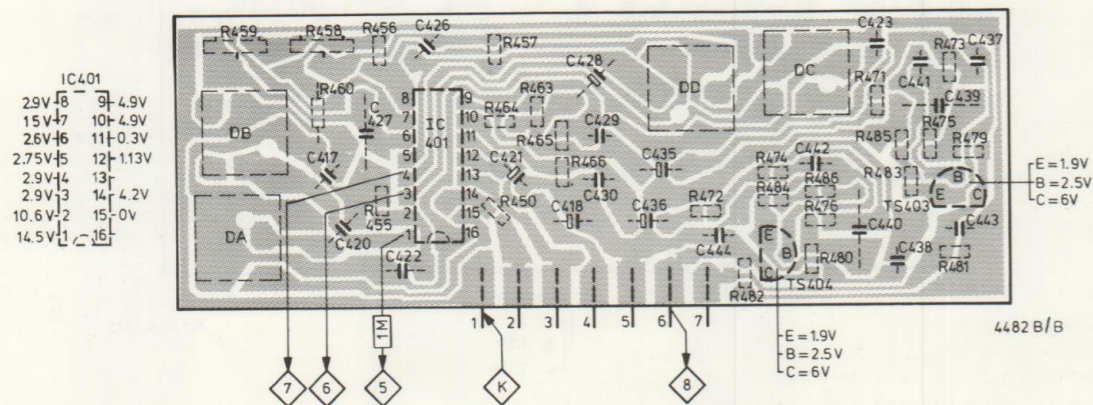 IC401
2.9V 8 9 4.9V
15V 7 10 4.9V
2.6V 6 11 0.3V
2.75V 5 12 1.13V
2.9V 4 13
2.9V 3 14 4.2V
10.6V 2 15 0V
14.5V 1 16
R459 R458 R456 C426 R457 C428 C423 C437
R473
DD DC C441
R471 C439
R460 C427 R463 R464
DB 8 9
7 10
6 IC 401 11
5 12
4 13
3 14
2 15
1 16
R465 C429 R485 R475 R479
C417 C421 R466 C435 C442 R474 R483
C430 R484 R486
R455 R450 C418 C436 R472 R476 TS403
E B C
DA C420 C444 C440 C443
C422 E B C R480 C438 R481
R482 TS404
E=1.9V
B=2.5V
C=6V
1 2 3 4 5 6 7
4482 B/B
1M
E=1.9V
B=2.5V
C=6V
7 6 5 K 8